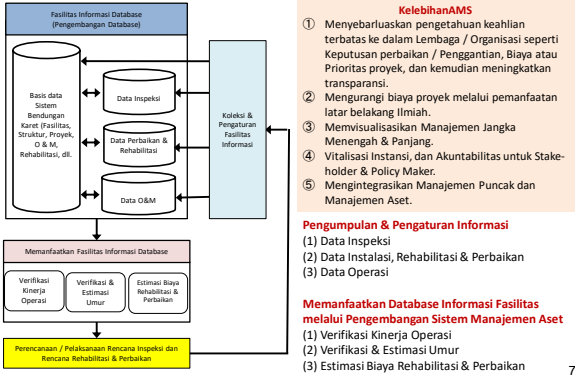 Fasilitas Informasi Database
(Pengembangan Database)
Basis data
Sistem
Bendungan
Karet (Fasilitas,
Struktur, Proyek,
O & M,
Rehabilitasi, dll.
Data Inspeksi
Data Perbaikan &
Rehabilitasi
Data O&M
Koleksi &
Pengaturan
Fasilitas
Informasi
Memanfaatkan Fasilitas Informasi Database
Verifikasi
Kinerja
Operasi
Verifikasi &
Estimasi
Umur
Estimasi Biaya
Rehabilitasi &
Perbaikan
Perencanaan / Pelaksanaan Rencana Inspeksi dan
Rencana Rehabilitasi & Perbaikan
KelebihanAMS
① Menyebarluaskan pengetahuan keahlian
terbatas ke dalam Lembaga / Organisasi seperti
Keputusan perbaikan / Penggantian, Biaya atau
Prioritas proyek, dan kemudian meningkatkan
transparansi.
② Mengurangi biaya proyek melalui pemanfaatan
latar belakang Ilmiah.
③ Memvisualisasikan Manajemen Jangka
Menengah & Panjang.
④ Vitalisasi Instansi, dan Akuntabilitas untuk Stake-
holder & Policy Maker.
⑤ Mengintegrasikan Manajemen Puncak dan
Manajemen Aset.
Pengumpulan & Pengaturan Informasi
(1) Data Inspeksi
(2) Data Instalasi, Rehabilitasi & Perbaikan
(3) Data Operasi
Memanfaatkan Database Informasi Fasilitas
melalui Pengembangan Sistem Manajemen Aset
(1) Verifikasi Kinerja Operasi
(2) Verifikasi & Estimasi Umur
(3) Estimasi Biaya Rehabilitasi & Perbaikan
7